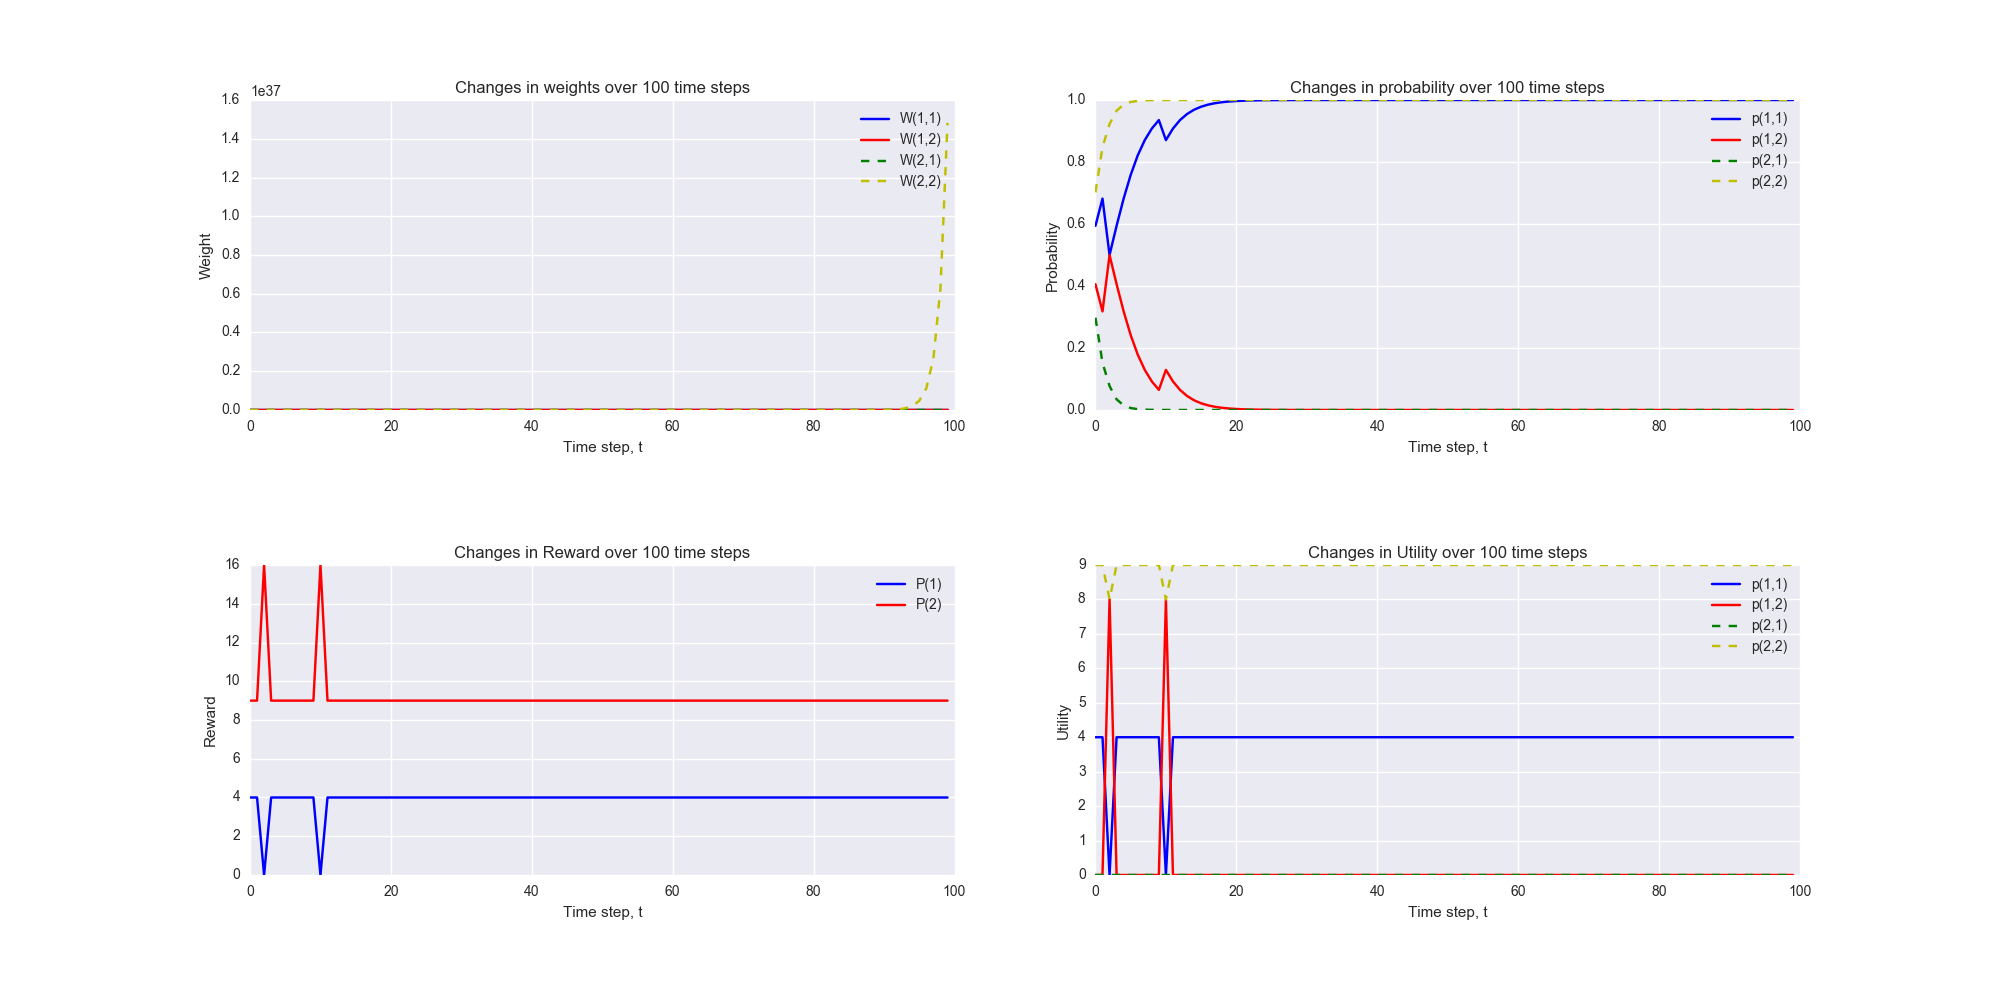 Changes in weights over 100 time steps
1e37
1.6
1.4
1.2
1.0
0.8
0.6
0.4
0.2
0.0
Weight
W(1,1)
W(1,2)
W(2,1)
W(2,2)
0 20 40 60 80 100
Time step, t
Changes in probability over 100 time steps
1.0
0.8
0.6
0.4
0.2
0.0
Probability
p(1,1)
p(1,2)
p(2,1)
p(2,2)
0 20 40 60 80 100
Time step, t
Changes in Reward over 100 time steps
16
14
12
10
8
6
4
2
0
Reward
P(1)
P(2)
0 20 40 60 80 100
Time step, t
Changes in Utility over 100 time steps
9
8
7
6
5
4
3
2
1
0
Utility
p(1,1)
p(1,2)
p(2,1)
p(2,2)
0 20 40 60 80 100
Time step, t